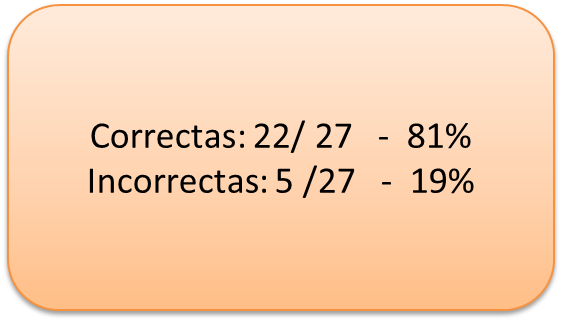 Correctas: 22/ 27   -  81%
Incorrectas: 5 /27   -  19%